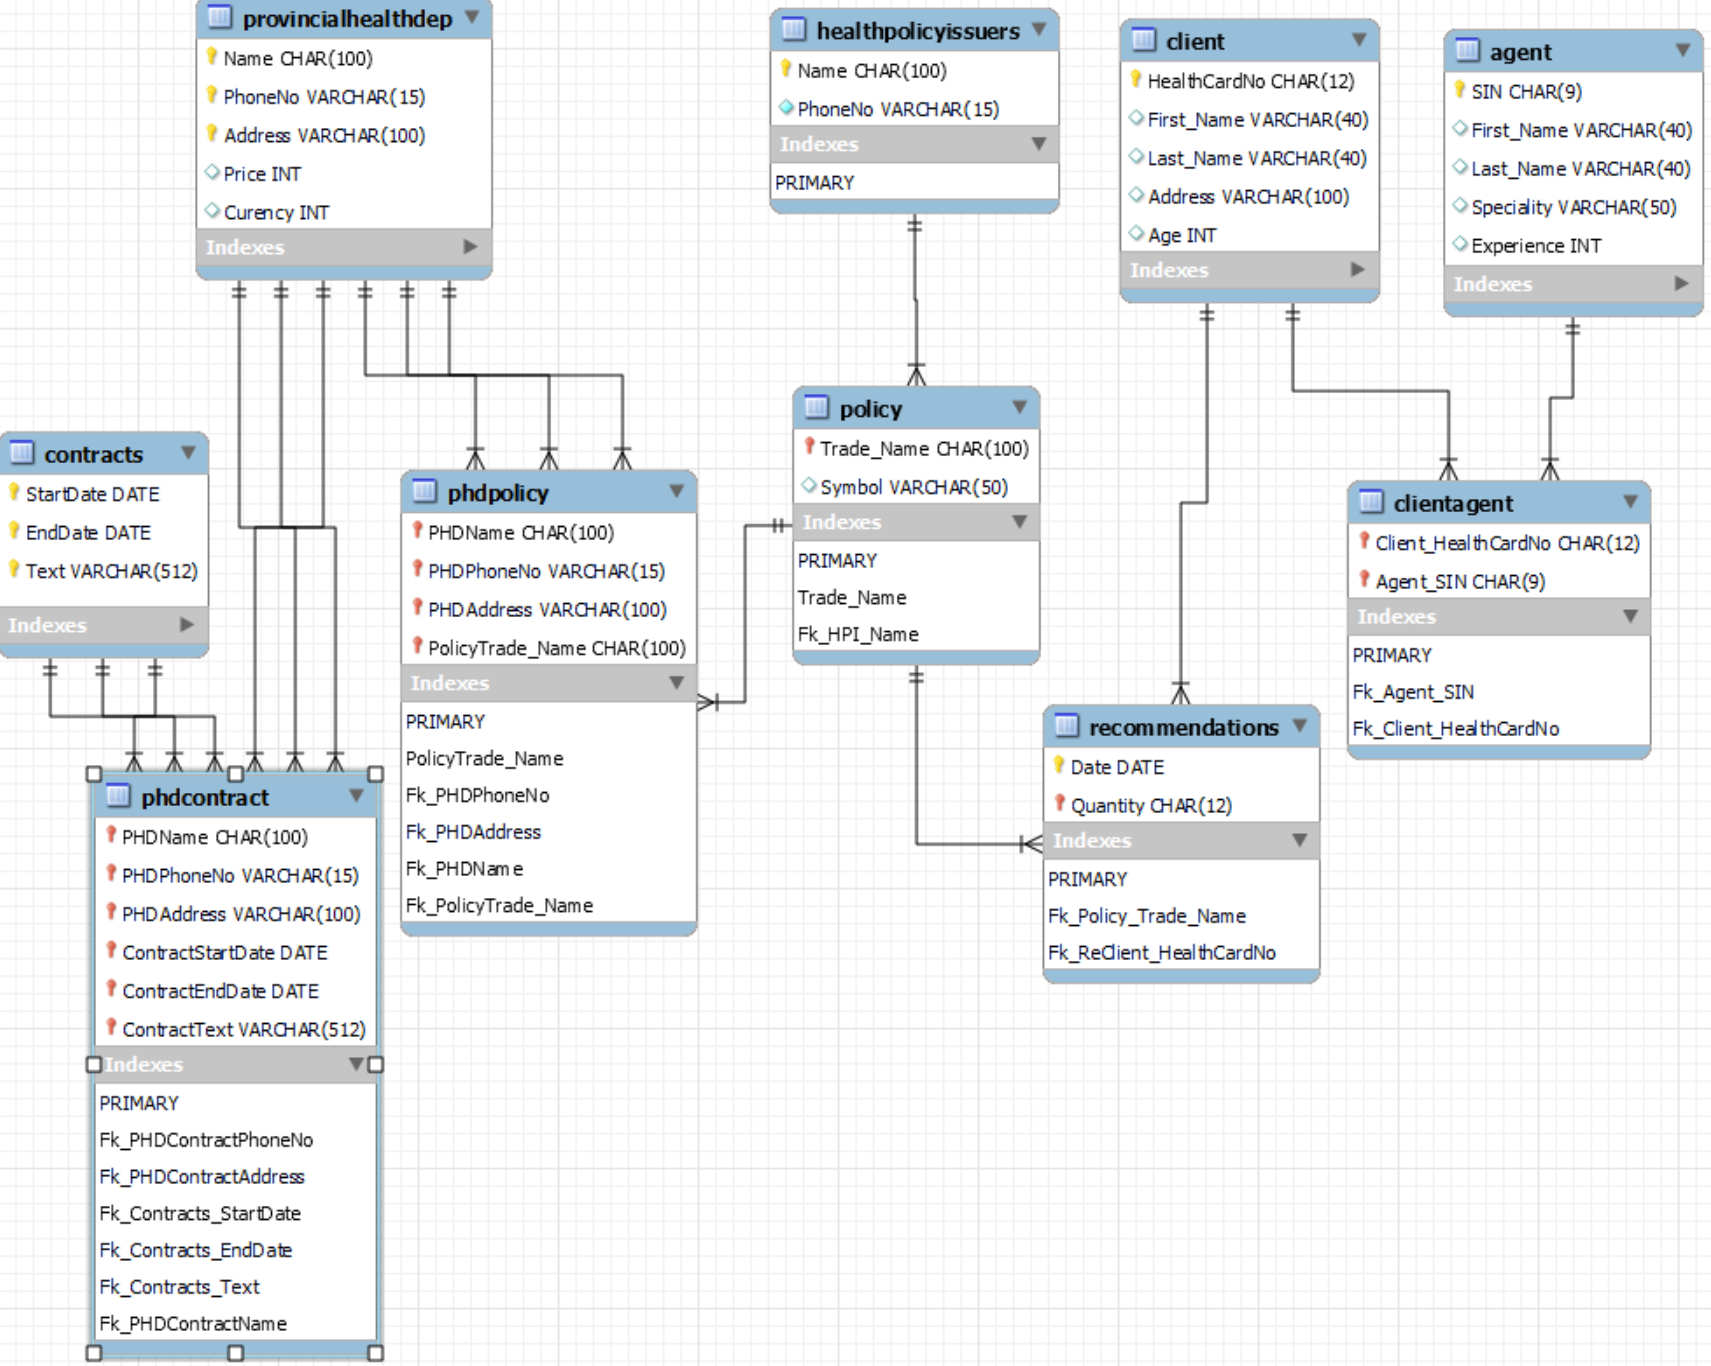 provincialhealthdep
Name CHAR(100)
PhoneNo VARCHAR(15)
Address VARCHAR(100)
Price INT
Curency INT
Indexes
healthpolicyissuers
Name CHAR(100)
PhoneNo VARCHAR(15)
Indexes
PRIMARY
client
HealthCardNo CHAR(12)
First_Name VARCHAR(40)
Last_Name VARCHAR(40)
Address VARCHAR(100)
Age INT
Indexes
agent
SIN CHAR(9)
First_Name VARCHAR(40)
Last_Name VARCHAR(40)
Speciality VARCHAR(50)
Experience INT
Indexes
contracts
StartDate DATE
EndDate DATE
Text VARCHAR(512)
Indexes
phdpolicy
PHDName CHAR(100)
PHDPhoneNo VARCHAR(15)
PHDAddress VARCHAR(100)
PolicyTrade_Name CHAR(100)
Indexes
PRIMARY
PolicyTrade_Name
Fk_PHDPhoneNo
Fk_PHDAddress
Fk_PHDName
Fk_PolicyTrade_Name
policy
Trade_Name CHAR(100)
Symbol VARCHAR(50)
Indexes
PRIMARY
Trade_Name
Fk_HPI_Name
clientagent
Client_HealthCardNo CHAR(12)
Agent_SIN CHAR(9)
Indexes
PRIMARY
Fk_Agent_SIN
Fk_Client_HealthCardNo
recommendations
Date DATE
Quantity CHAR(12)
Indexes
PRIMARY
Fk_Policy_Trade_Name
Fk_ReClient_HealthCardNo
phdcontract
PHDName CHAR(100)
PHDPhoneNo VARCHAR(15)
PHDAddress VARCHAR(100)
ContractStartDate DATE
ContractEndDate DATE
ContractText VARCHAR(512)
Indexes
PRIMARY
Fk_PHDContractPhoneNo
Fk_PHDContractAddress
Fk_Contracts_StartDate
Fk_Contracts_EndDate
Fk_Contracts_Text
Fk_PHDContractName